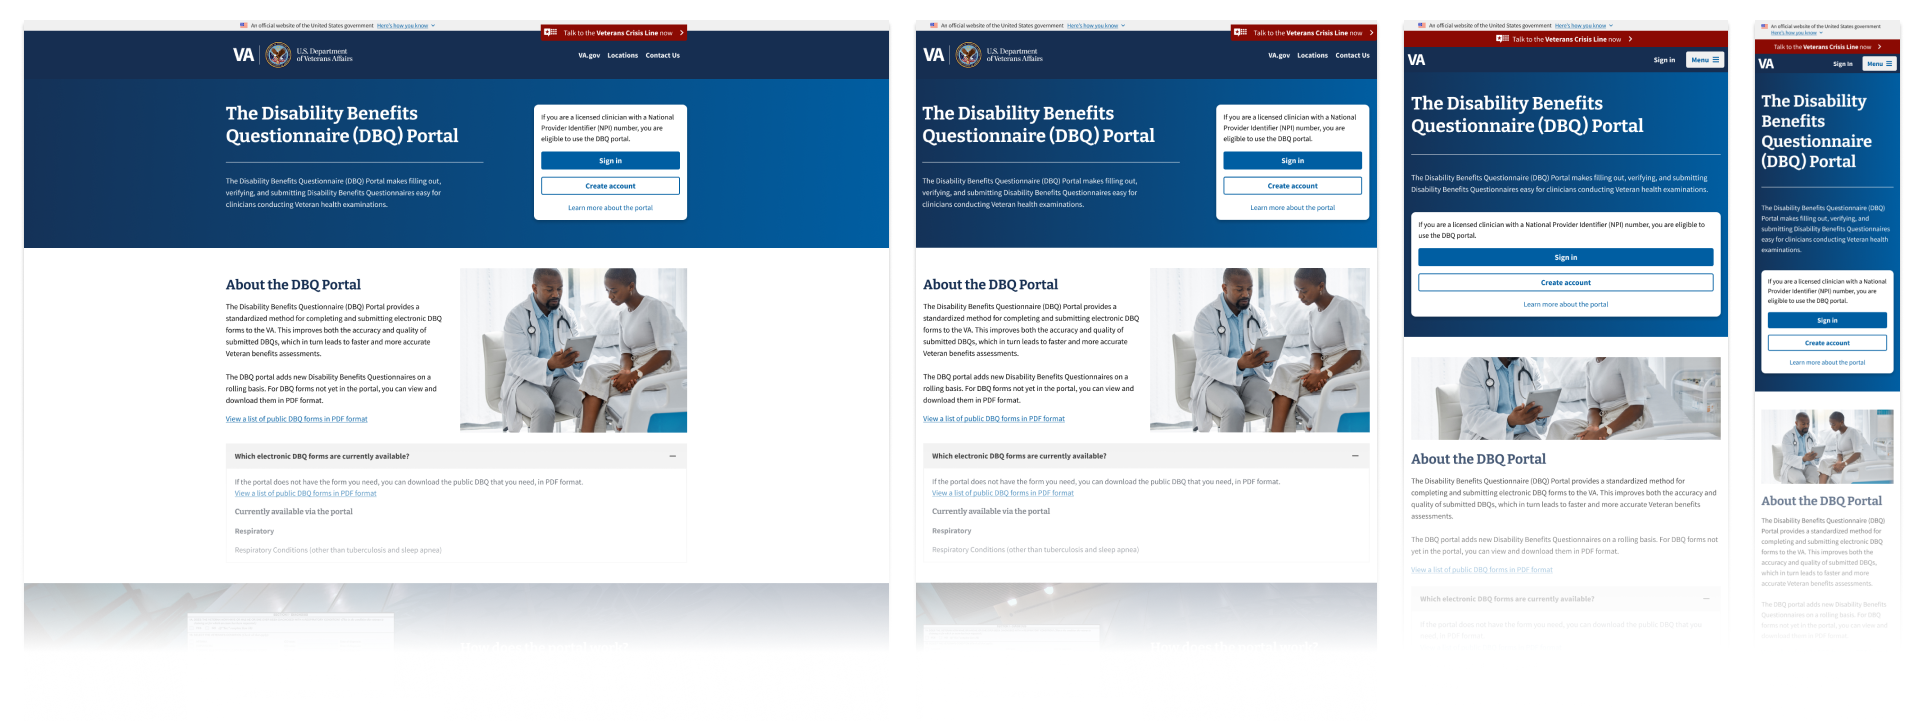 An official website of the United States government Here's how you know
Talk to the Veterans Crisis Line now
VA
U.S. Department
of Veterans Affairs
VA.gov Locations Contact Us
The Disability Benefits
Questionnaire (DBQ) Portal
The Disability Benefits Questionnaire (DBQ) Portal makes filling out,
verifying, and submitting Disability Benefits Questionnaires easy for
clinicians conducting Veteran health examinations.
If you are a licensed clinician with a National
Provider Identifier (NPI) number, you are
eligible to use the DBQ portal.
Sign in
Create account
Learn more about the portal
About the DBQ Portal
The Disability Benefits Questionnaire (DBQ) Portal provides a
standardized method for completing and submitting electronic DBQ
forms to the VA. This improves both the accuracy and quality of
submitted DBQs, which in turn leads to faster and more accurate
Veteran benefits assessments.
The DBQ portal adds new Disability Benefits Questionnaires on a
rolling basis. For DBQ forms not yet in the portal, you can view and
download them in PDF format.
View a list of public DBQ forms in PDF format
Which electronic DBQ forms are currently available?
If the portal does not have the form you need, you can download the public DBQ that you need, in PDF format.
View a list of public DBQ forms in PDF format
Currently available via the portal
Respiratory
Respiratory Conditions (other than tuberculosis and sleep apnea)
An official website of the United States government Here's how you know
Talk to the Veterans Crisis Line now
VA
U.S. Department
of Veterans Affairs
VA.gov Locations Contact Us
The Disability Benefits
Questionnaire (DBQ) Portal
The Disability Benefits Questionnaire (DBQ) Portal makes filling out,
verifying, and submitting Disability Benefits Questionnaires easy for
clinicians conducting Veteran health examinations.
If you are a licensed clinician with a National
Provider Identifier (NPI) number, you are
eligible to use the DBQ portal.
Sign in
Create account
Learn more about the portal
About the DBQ Portal
The Disability Benefits Questionnaire (DBQ) Portal provides a
standardized method for completing and submitting electronic DBQ
forms to the VA. This improves both the accuracy and quality of
submitted DBQs, which in turn leads to faster and more accurate
Veteran benefits assessments.
The DBQ portal adds new Disability Benefits Questionnaires on a
rolling basis. For DBQ forms not yet in the portal, you can view and
download them in PDF format.
View a list of public DBQ forms in PDF format
Which electronic DBQ forms are currently available?
If the portal does not have the form you need, you can download the public DBQ that you need, in PDF format.
View a list of public DBQ forms in PDF format
Currently available via the portal
Respiratory
Respiratory Conditions (other than tuberculosis and sleep apnea)
An official website of the United States government Here's how you know
Talk to the Veterans Crisis Line now
VA
Sign in Menu
The Disability Benefits
Questionnaire (DBQ) Portal
The Disability Benefits Questionnaire (DBQ) Portal makes filling out, verifying, and submitting
Disability Benefits Questionnaires easy for clinicians conducting Veteran health examinations.
If you are a licensed clinician with a National Provider Identifier (NPI) number, you are eligible to
use the DBQ portal.
Sign in
Create account
Learn more about the portal
About the DBQ Portal
The Disability Benefits Questionnaire (DBQ) Portal provides a standardized method for
completing and submitting electronic DBQ forms to the VA. This improves both the accuracy and
quality of submitted DBQs, which in turn leads to faster and more accurate Veteran benefits
assessments.
The DBQ portal adds new Disability Benefits Questionnaires on a rolling basis. For DBQ forms not
yet in the portal, you can view and download them in PDF format.
View a list of public DBQ forms in PDF format
Which electronic DBQ forms are currently available?
If the portal does not have the form you need, you can download the public DBQ that you
An official website of the United States government
Here's how you know
Talk to the Veterans Crisis Line now
VA
Sign in Menu
The Disability
Benefits
Questionnaire
(DBQ) Portal
The Disability Benefits Questionnaire (DBQ)
Portal makes filling out, verifying, and
submitting Disability Benefits Questionnaires
easy for clinicians conducting Veteran health
examinations.
If you are a licensed clinician with a National
Provider Identifier (NPI) number, you are
eligible to use the DBQ portal.
Sign in
Create account
Learn more about the portal
About the DBQ Portal
The Disability Benefits Questionnaire (DBQ)
Portal provides a standardized method for
completing and submitting electronic DBQ
forms to the VA. This improves both the
accuracy and quality of submitted DBQs,
which in turn leads to faster and more
accurate Veteran benefits assessments.
The DBQ portal adds new Disability Benefits
Questionnaires on a rolling basis. For DBQ
forms not yet in the portal, you can view and
download them in PDF format.